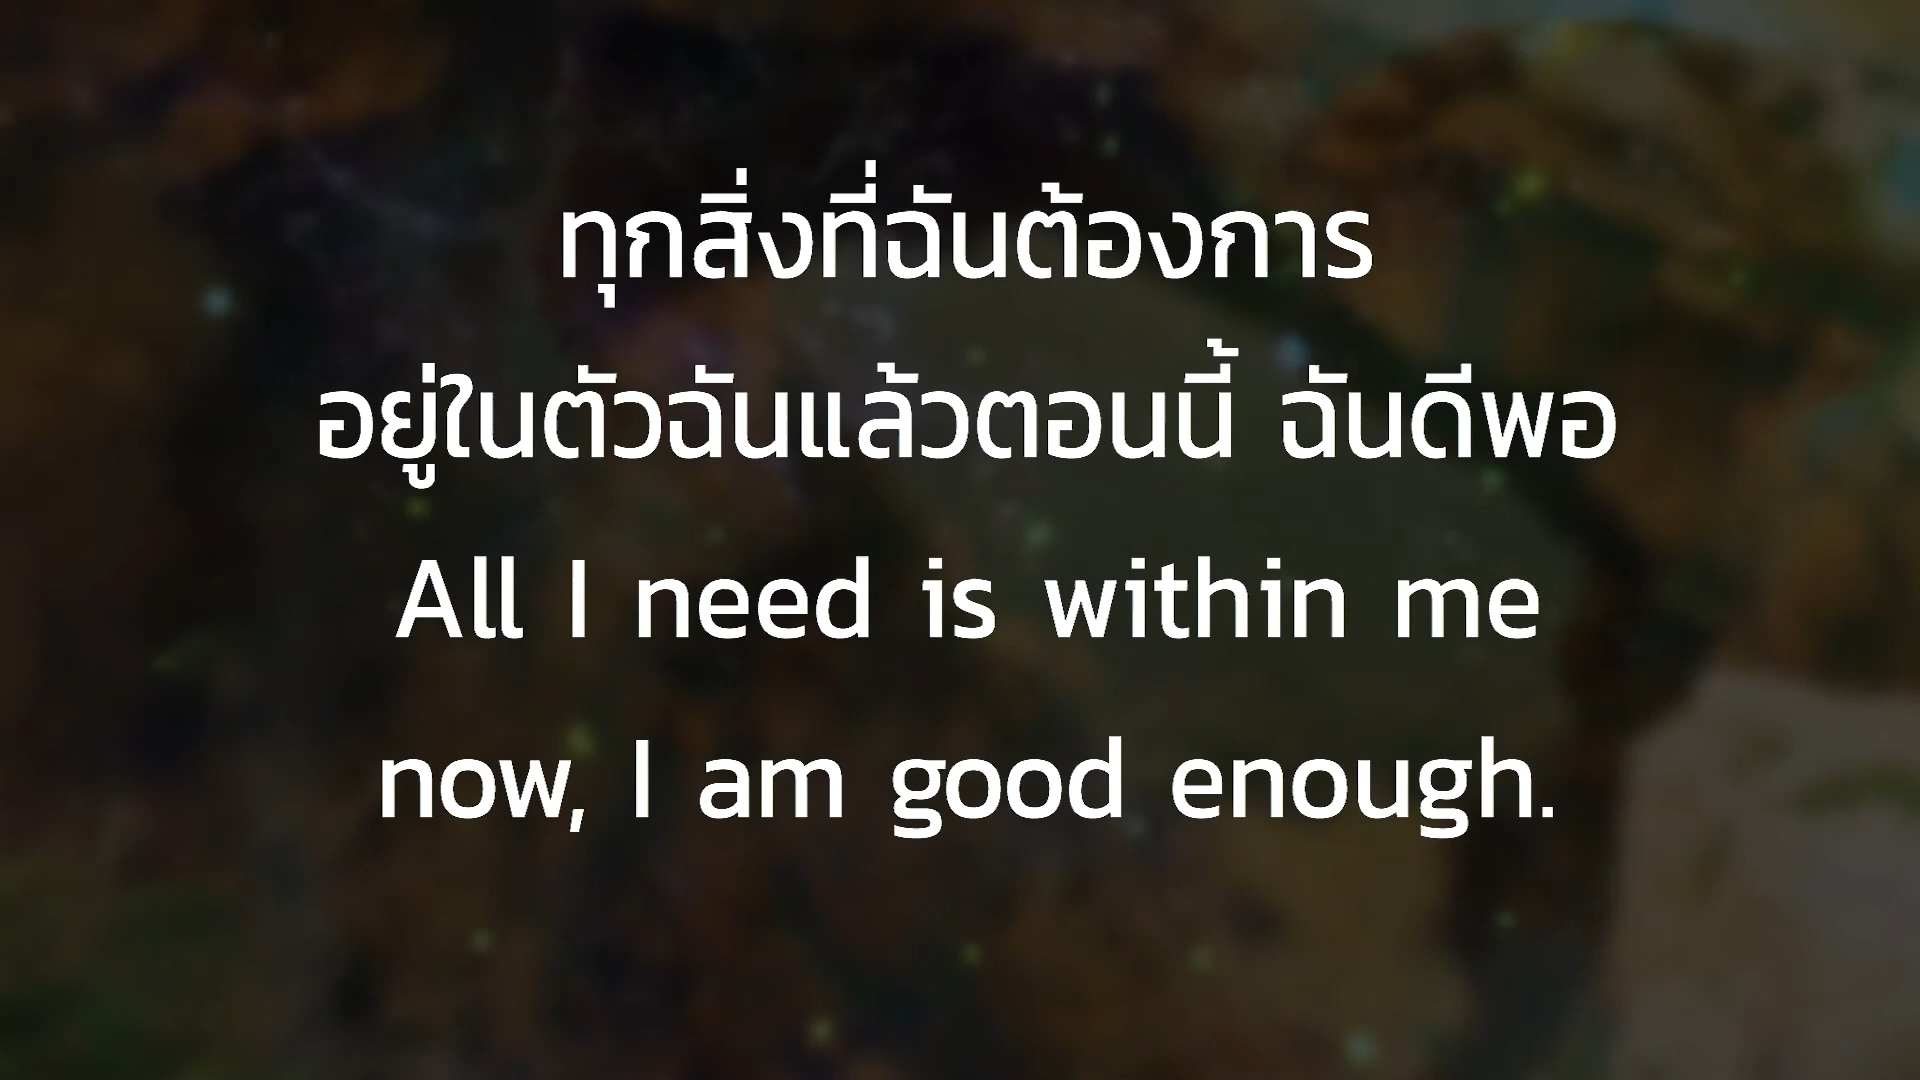 ทุกสิ่งที่ฉันต้องการ
อยู่ในตัวฉันแล้วตอนนี้ ฉันดีพอ
All I need is within me
now, I am good enough.